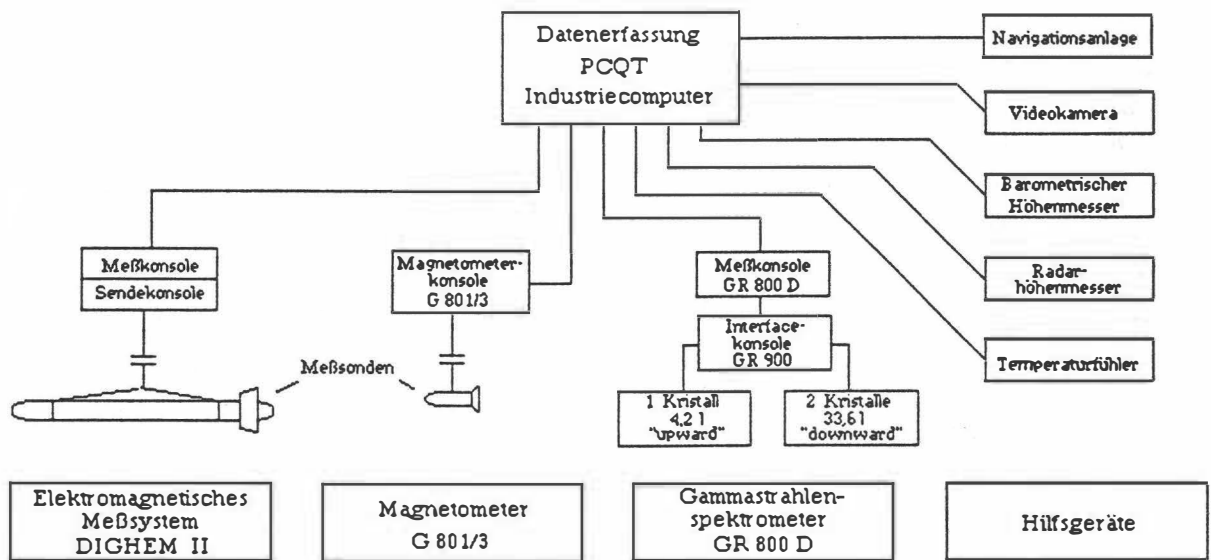 Datenerfassung
PCQT
Industriecomputer
Navigationsanlage
Videokamera
Barometrischer
Höhenmesser
Radar-
höhenmesser
Temperaturfühler
Meßkonsole
Sendekonsole
Magnetometer-
konsole
G 801/3
Meßkonsole
GR 800 D
Interface-
konsole
GR 900
Meßsonden
1 Kristall
4,2 l
"upward"
2 Kristalle
33,6 l
"downward"
Elektromagnetisches
Meßsystem
DIGHEM II
Magnetometer
G 801/3
Gammastrahlen-
spektrometer
GR 800 D
Hilfsgeräte